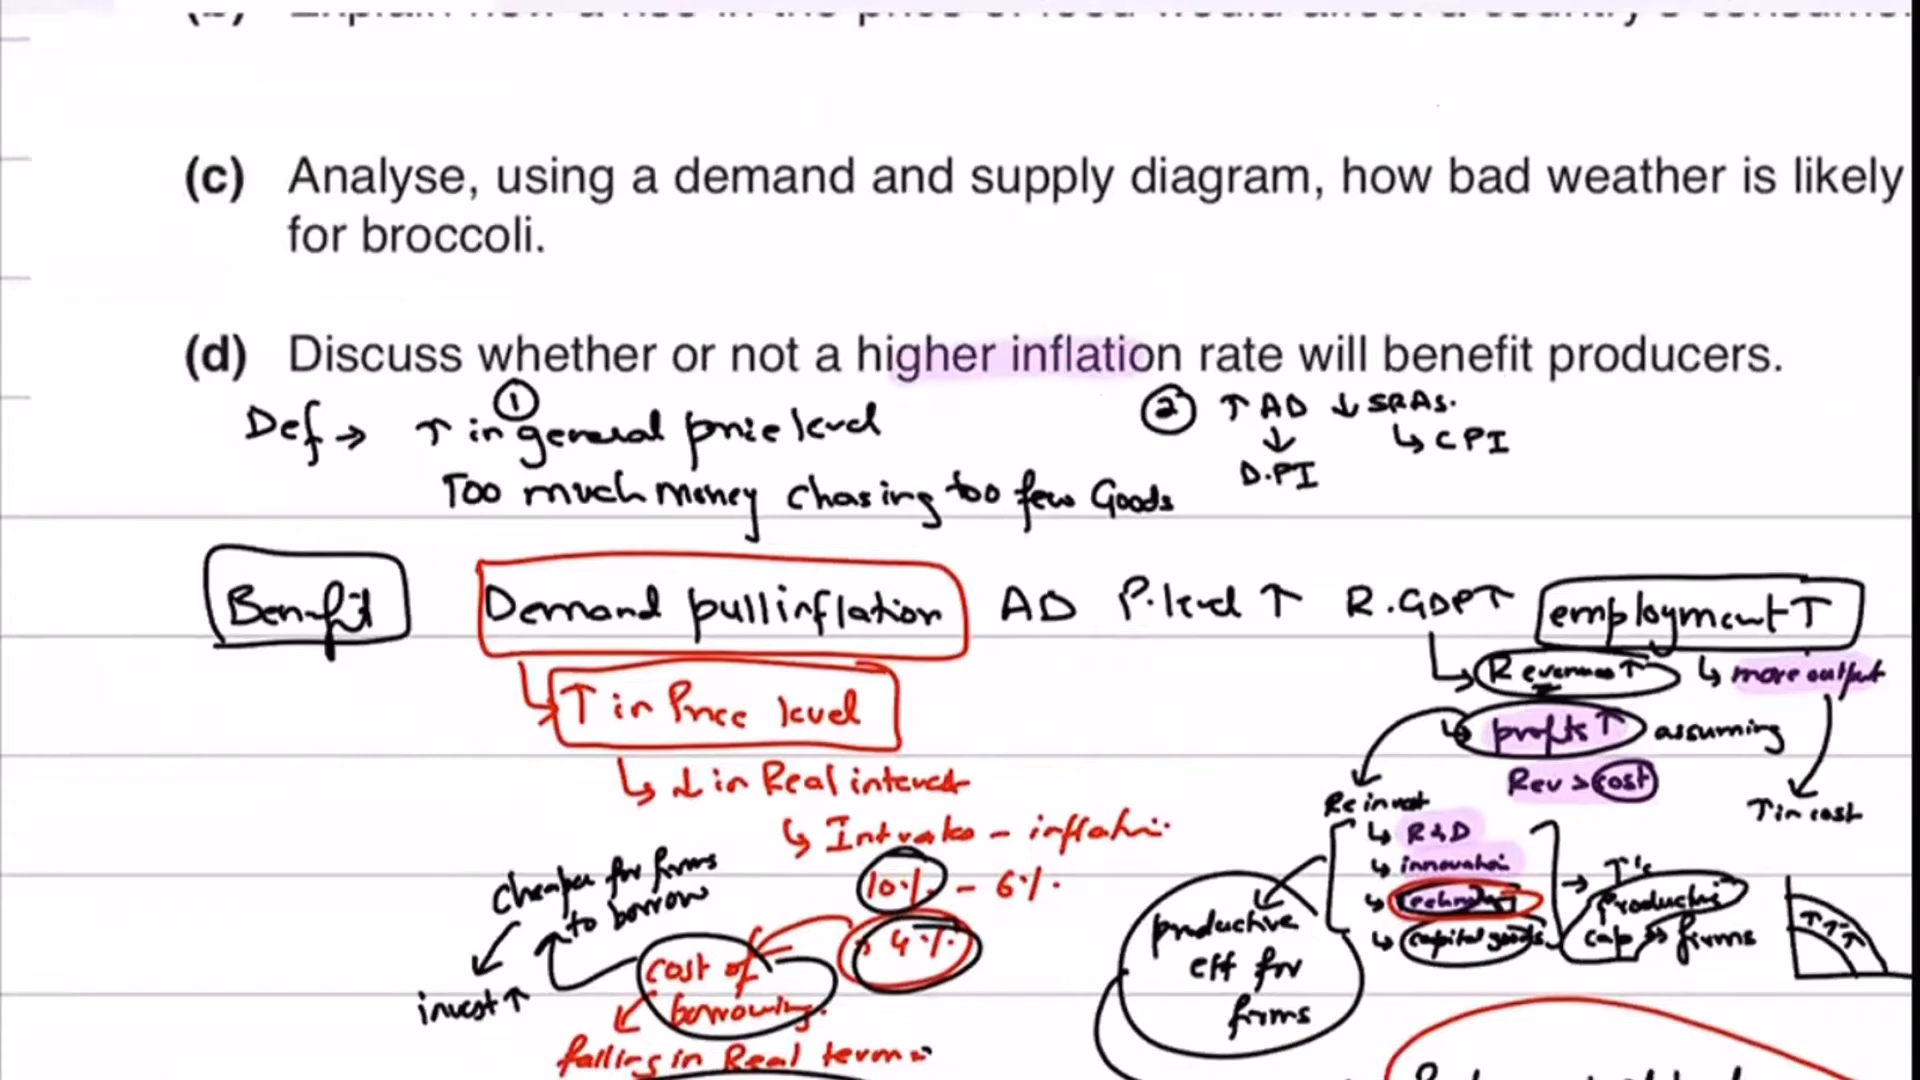 (c) Analyse, using a demand and supply diagram, how bad weather is likely
for broccoli.
(d) Discuss whether or not a higher inflation rate will benefit producers.
Def → ↑ in general price level
①
② ↑ AD ↓ SRAS.
↳ CPI
D.PI
Too much money chasing too few Goods
Benefit
Demand pull inflation AD P.level ↑ R.GDP↑ employment ↑
Revenues ↑ ↳ more output
↑ in Price level
profits ↑ assuming
Rev > cost
↑ in cost
↳ ↓ in Real interest
Reinvest
↳ Int rate - inflation
↳ R&D
↳ innovation
↳ technology
↳ capital goods
→ ↑'s
productive
cap → firms
10% - 6%
4%
cheaper for firms
to borrow
invest ↑
cost of
borrowing.
falling in Real terms
productive
eff for
firms